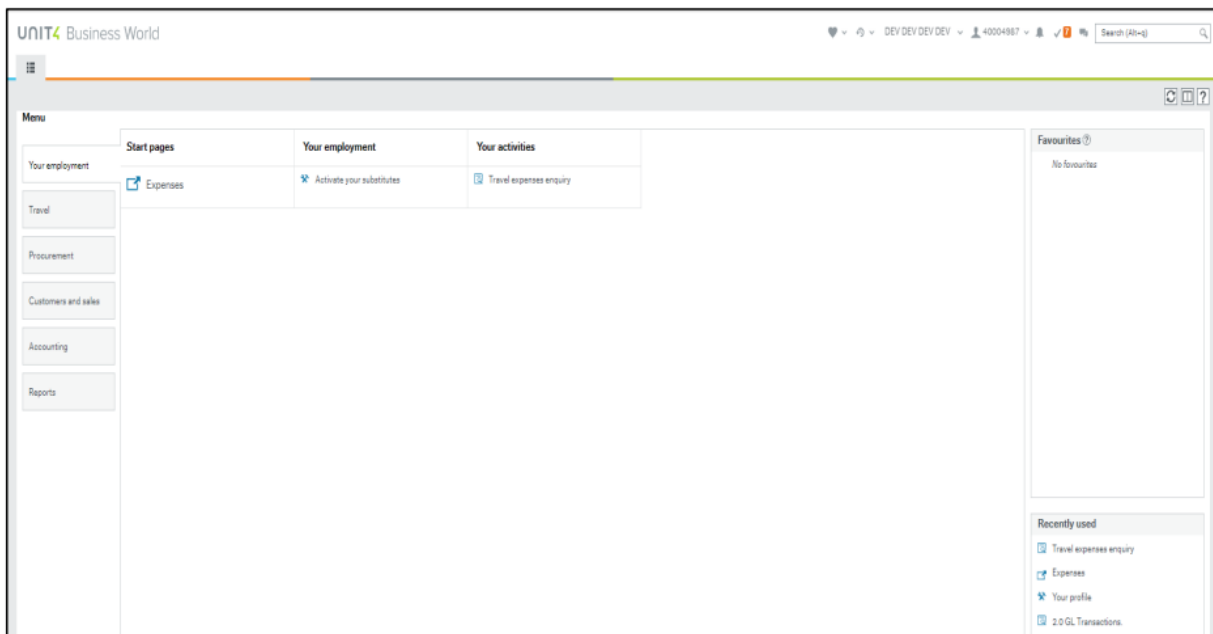 UNIT4 Business World
DEV DEV DEV DEV 40004987 7 Search (Alt+q)
?
Menu
Your employment
Travel
Procurement
Customers and sales
Accounting
Reports
Start pages
Expenses
Your employment
Activate your substitutes
Your activities
Travel expenses enquiry
Favourites ?
No favourites
Recently used
Travel expenses enquiry
Expenses
Your profile
2.0 GL Transactions.